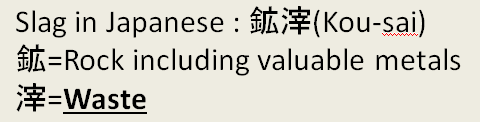 Slag in Japanese : 鉱滓(Kou-sai)
鉱=Rock including valuable metals
滓=Waste